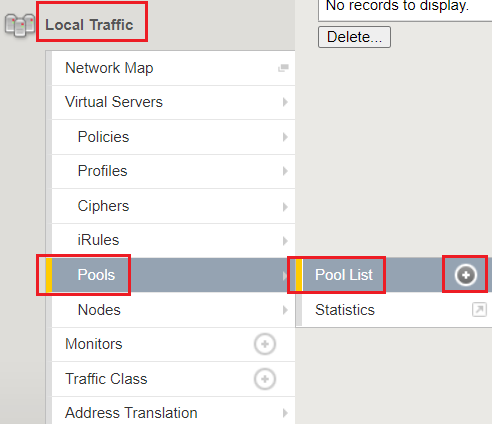 No records to display.
Delete...
Local Traffic
Network Map
Virtual Servers
Policies
Profiles
Ciphers
iRules
Pools
Pool List
Statistics
Nodes
Monitors
Traffic Class
Address Translation